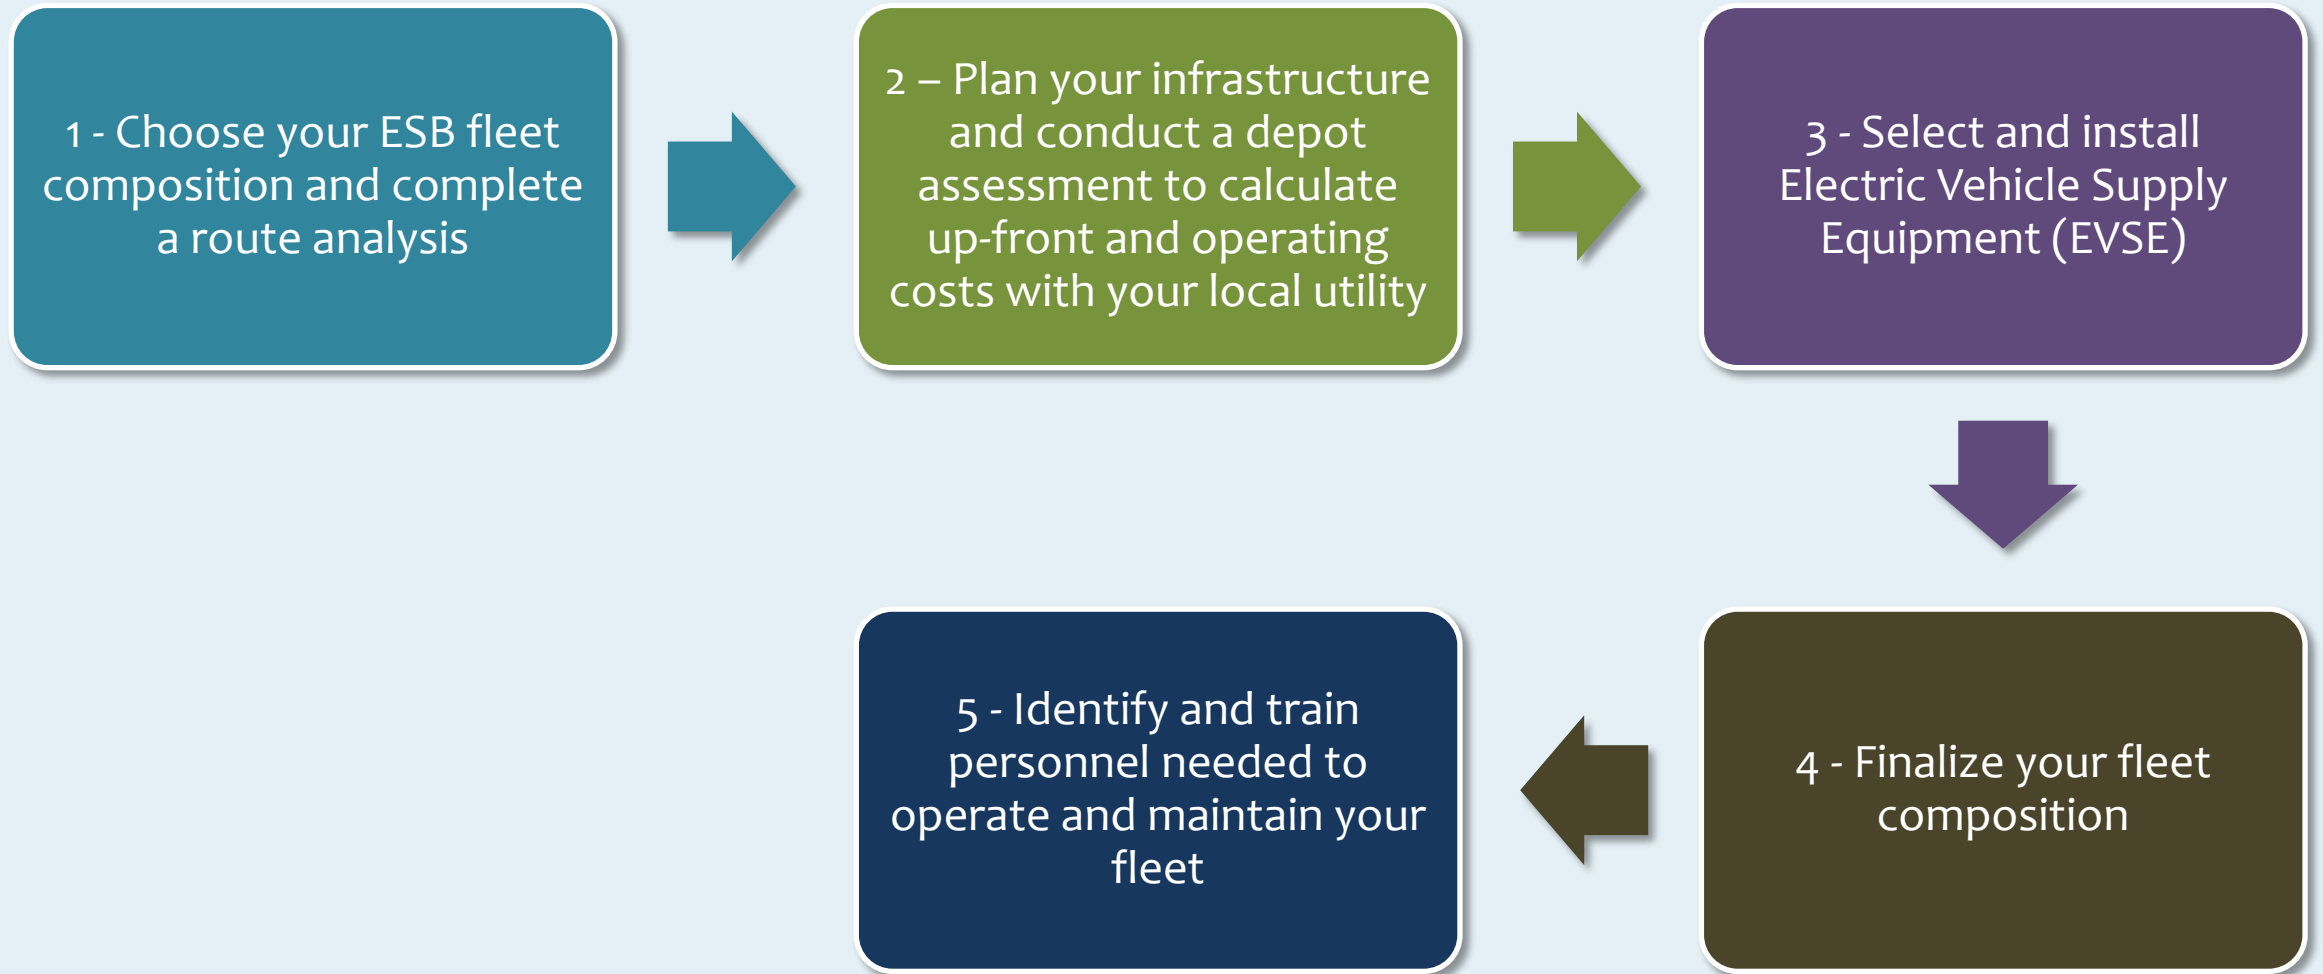 1 - Choose your ESB fleet
composition and complete
a route analysis
2 – Plan your infrastructure
and conduct a depot
assessment to calculate
up-front and operating
costs with your local utility
3 - Select and install
Electric Vehicle Supply
Equipment (EVSE)
4 - Finalize your fleet
composition
5 - Identify and train
personnel needed to
operate and maintain your
fleet